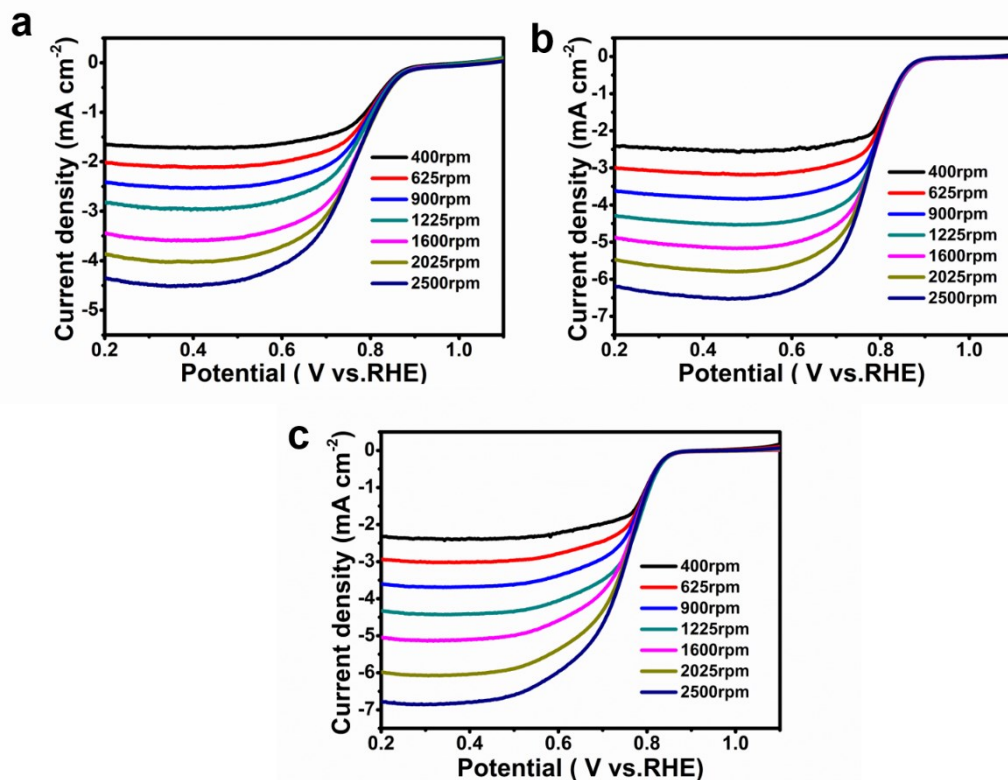 a
Current density (mA cm-2)
0
-1
-2
-3
-4
-5
400rpm
625rpm
900rpm
1225rpm
1600rpm
2025rpm
2500rpm
0.2 0.4 0.6 0.8 1.0
Potential ( V vs.RHE)
b
Current density (mA cm-2)
0
-1
-2
-3
-4
-5
-6
-7
400rpm
625rpm
900rpm
1225rpm
1600rpm
2025rpm
2500rpm
0.2 0.4 0.6 0.8 1.0
Potential ( V vs.RHE)
c
Current density (mA cm-2)
0
-1
-2
-3
-4
-5
-6
-7
400rpm
625rpm
900rpm
1225rpm
1600rpm
2025rpm
2500rpm
0.2 0.4 0.6 0.8 1.0
Potential ( V vs.RHE)